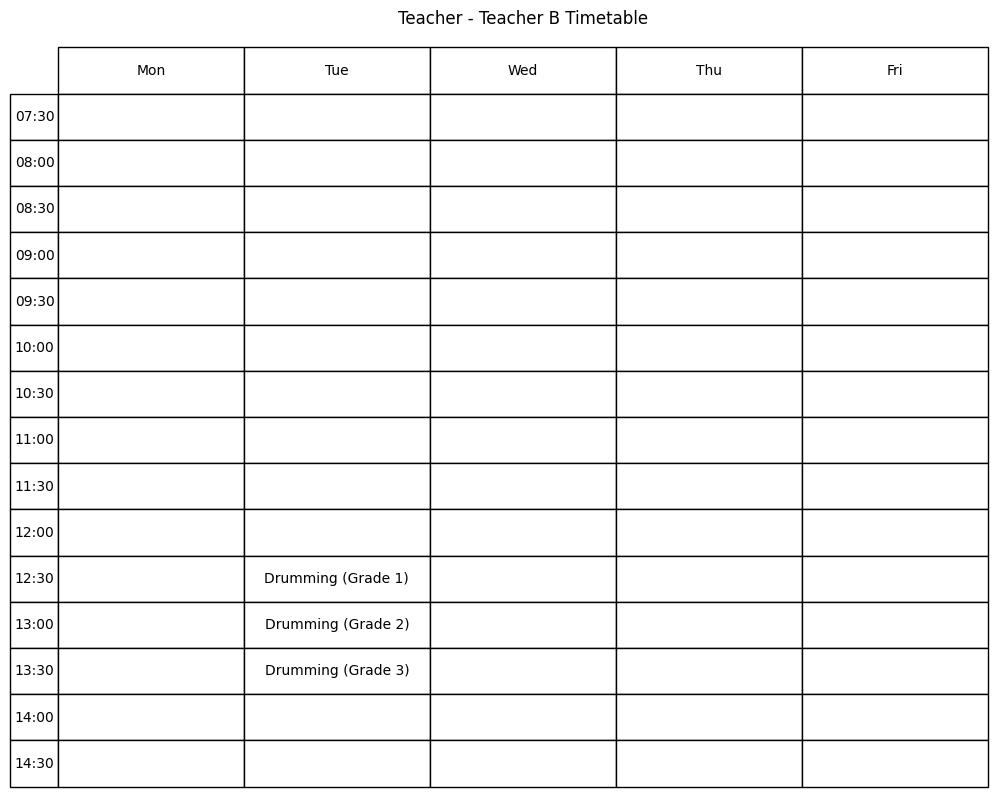 Teacher - Teacher B Timetable
Mon Tue Wed Thu Fri
07:30
08:00
08:30
09:00
09:30
10:00
10:30
11:00
11:30
12:00
12:30 Drumming (Grade 1)
13:00 Drumming (Grade 2)
13:30 Drumming (Grade 3)
14:00
14:30